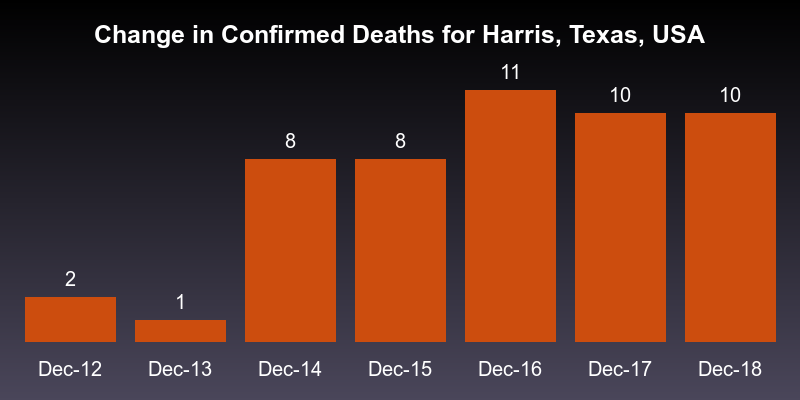 Change in Confirmed Deaths for Harris, Texas, USA
2 1 8 8 11 10 10
Dec-12 Dec-13 Dec-14 Dec-15 Dec-16 Dec-17 Dec-18